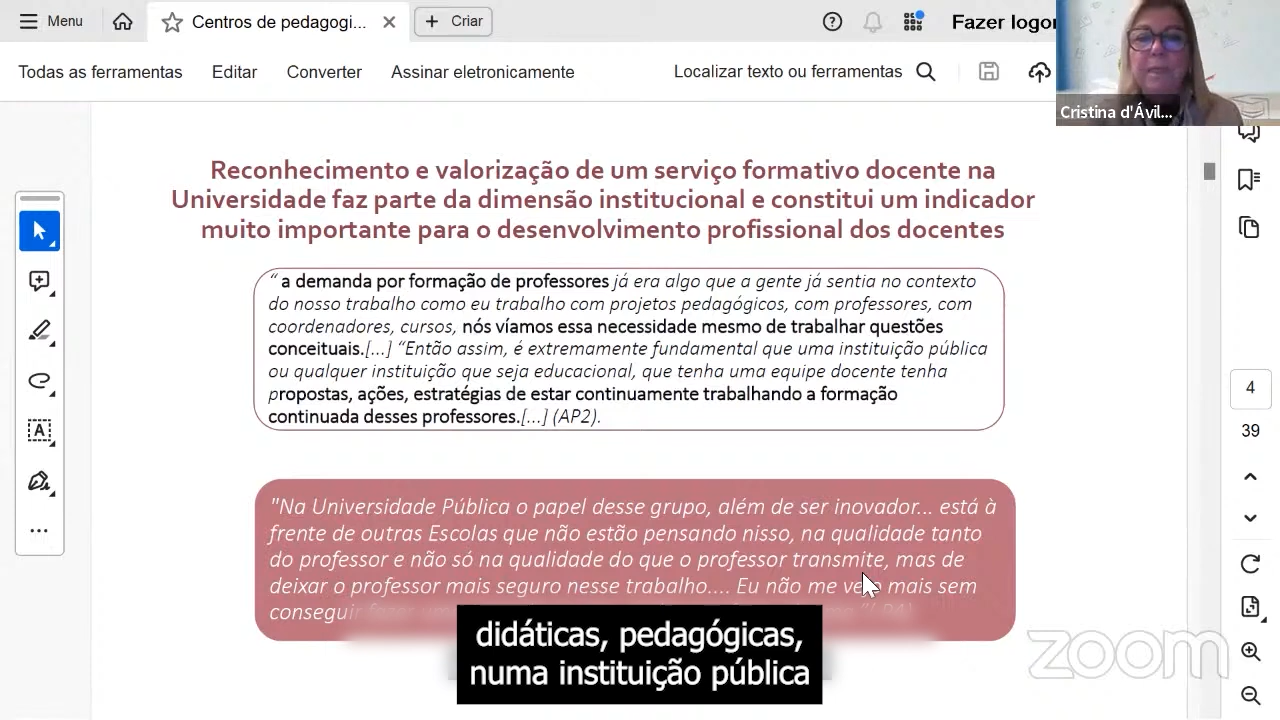 Menu
Centros de pedagogi...
Criar
Fazer logon
Todas as ferramentas
Editar
Converter
Assinar eletronicamente
Localizar texto ou ferramentas
Cristina d'Ávil...
Reconhecimento e valorização de um serviço formativo docente na
Universidade faz parte da dimensão institucional e constitui um indicador
muito importante para o desenvolvimento profissional dos docentes
“ a demanda por formação de professores já era algo que a gente já sentia no contexto
do nosso trabalho como eu trabalho com projetos pedagógicos, com professores, com
coordenadores, cursos, nós víamos essa necessidade mesmo de trabalhar questões
conceituais.[...] “Então assim, é extremamente fundamental que uma instituição pública
ou qualquer instituição que seja educacional, que tenha uma equipe docente tenha
propostas, ações, estratégias de estar continuamente trabalhando a formação
continuada desses professores.[...] (AP2).
"Na Universidade Pública o papel desse grupo, além de ser inovador... está à
frente de outras Escolas que não estão pensando nisso, na qualidade tanto
do professor e não só na qualidade do que o professor transmite, mas de
deixar o professor mais seguro nesse trabalho.... Eu não me vejo mais sem
conseguir
didáticas, pedagógicas,
numa instituição pública
4
39
zoom